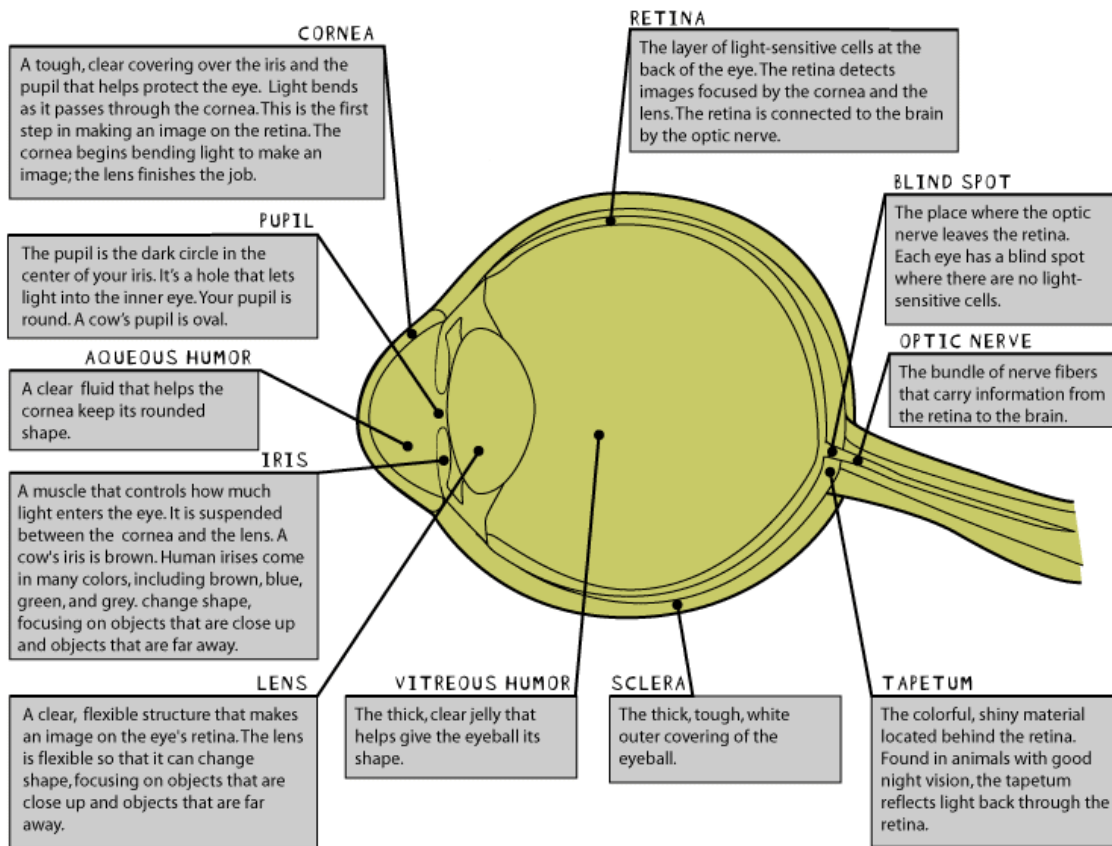 CORNEA
A tough, clear covering over the iris and the
pupil that helps protect the eye. Light bends
as it passes through the cornea. This is the first
step in making an image on the retina. The
cornea begins bending light to make an
image; the lens finishes the job.
RETINA
The layer of light-sensitive cells at the
back of the eye. The retina detects
images focused by the cornea and the
lens. The retina is connected to the brain
by the optic nerve.
PUPIL
The pupil is the dark circle in the
center of your iris. It's a hole that lets
light into the inner eye. Your pupil is
round. A cow's pupil is oval.
BLIND SPOT
The place where the optic
nerve leaves the retina.
Each eye has a blind spot
where there are no light-
sensitive cells.
AQUEOUS HUMOR
A clear fluid that helps the
cornea keep its rounded
shape.
OPTIC NERVE
The bundle of nerve fibers
that carry information from
the retina to the brain.
IRIS
A muscle that controls how much
light enters the eye. It is suspended
between the cornea and the lens. A
cow's iris is brown. Human irises come
in many colors, including brown, blue,
green, and grey. change shape,
focusing on objects that are close up
and objects that are far away.
LENS
A clear, flexible structure that makes
an image on the eye's retina. The lens
is flexible so that it can change
shape, focusing on objects that are
close up and objects that are far
away.
VITREOUS HUMOR
The thick, clear jelly that
helps give the eyeball its
shape.
SCLERA
The thick, tough, white
outer covering of the
eyeball.
TAPETUM
The colorful, shiny material
located behind the retina.
Found in animals with good
night vision, the tapetum
reflects light back through the
retina.